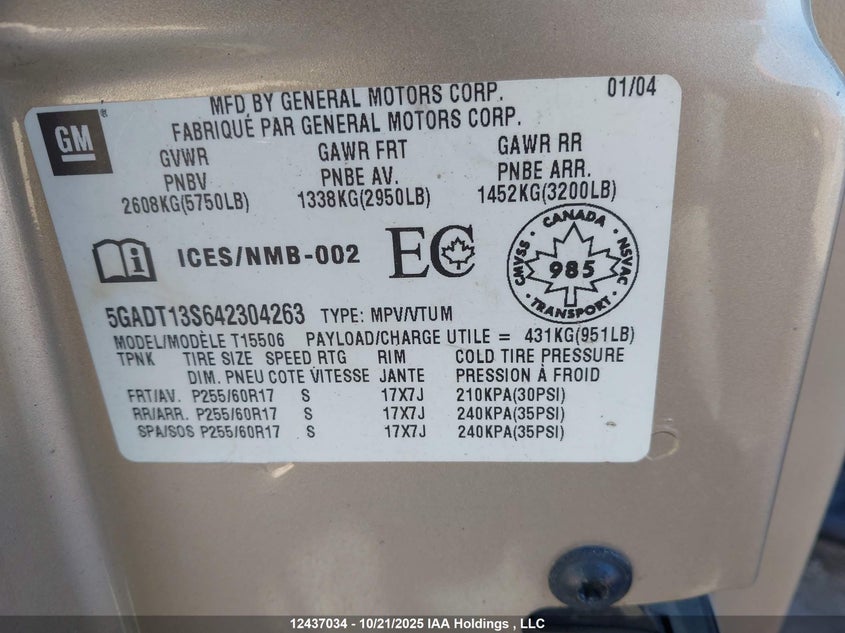 GM
MFD BY GENERAL MOTORS CORP. 01/04
FABRIQUÉ PAR GENERAL MOTORS CORP.
GVWR GAWR FRT GAWR RR
PNBV PNBE AV. PNBE ARR.
2608KG(5750LB) 1338KG(2950LB) 1452KG(3200LB)
ICES/NMB-002 EC
CANADA
CMVSS 985 NSVAC
TRANSPORT
5GADT13S642304263 TYPE: MPV/VTUM
MODEL/MODÈLE T15506 PAYLOAD/CHARGE UTILE = 431KG(951LB)
TPNK TIRE SIZE SPEED RTG RIM COLD TIRE PRESSURE
DIM. PNEU COTE VITESSE JANTE PRESSION À FROID
FRT/AV. P255/60R17 S 17X7J 210KPA(30PSI)
RR/ARR. P255/60R17 S 17X7J 240KPA(35PSI)
SPA/SOS P255/60R17 S 17X7J 240KPA(35PSI)
12437034 - 10/21/2025 IAA Holdings , LLC